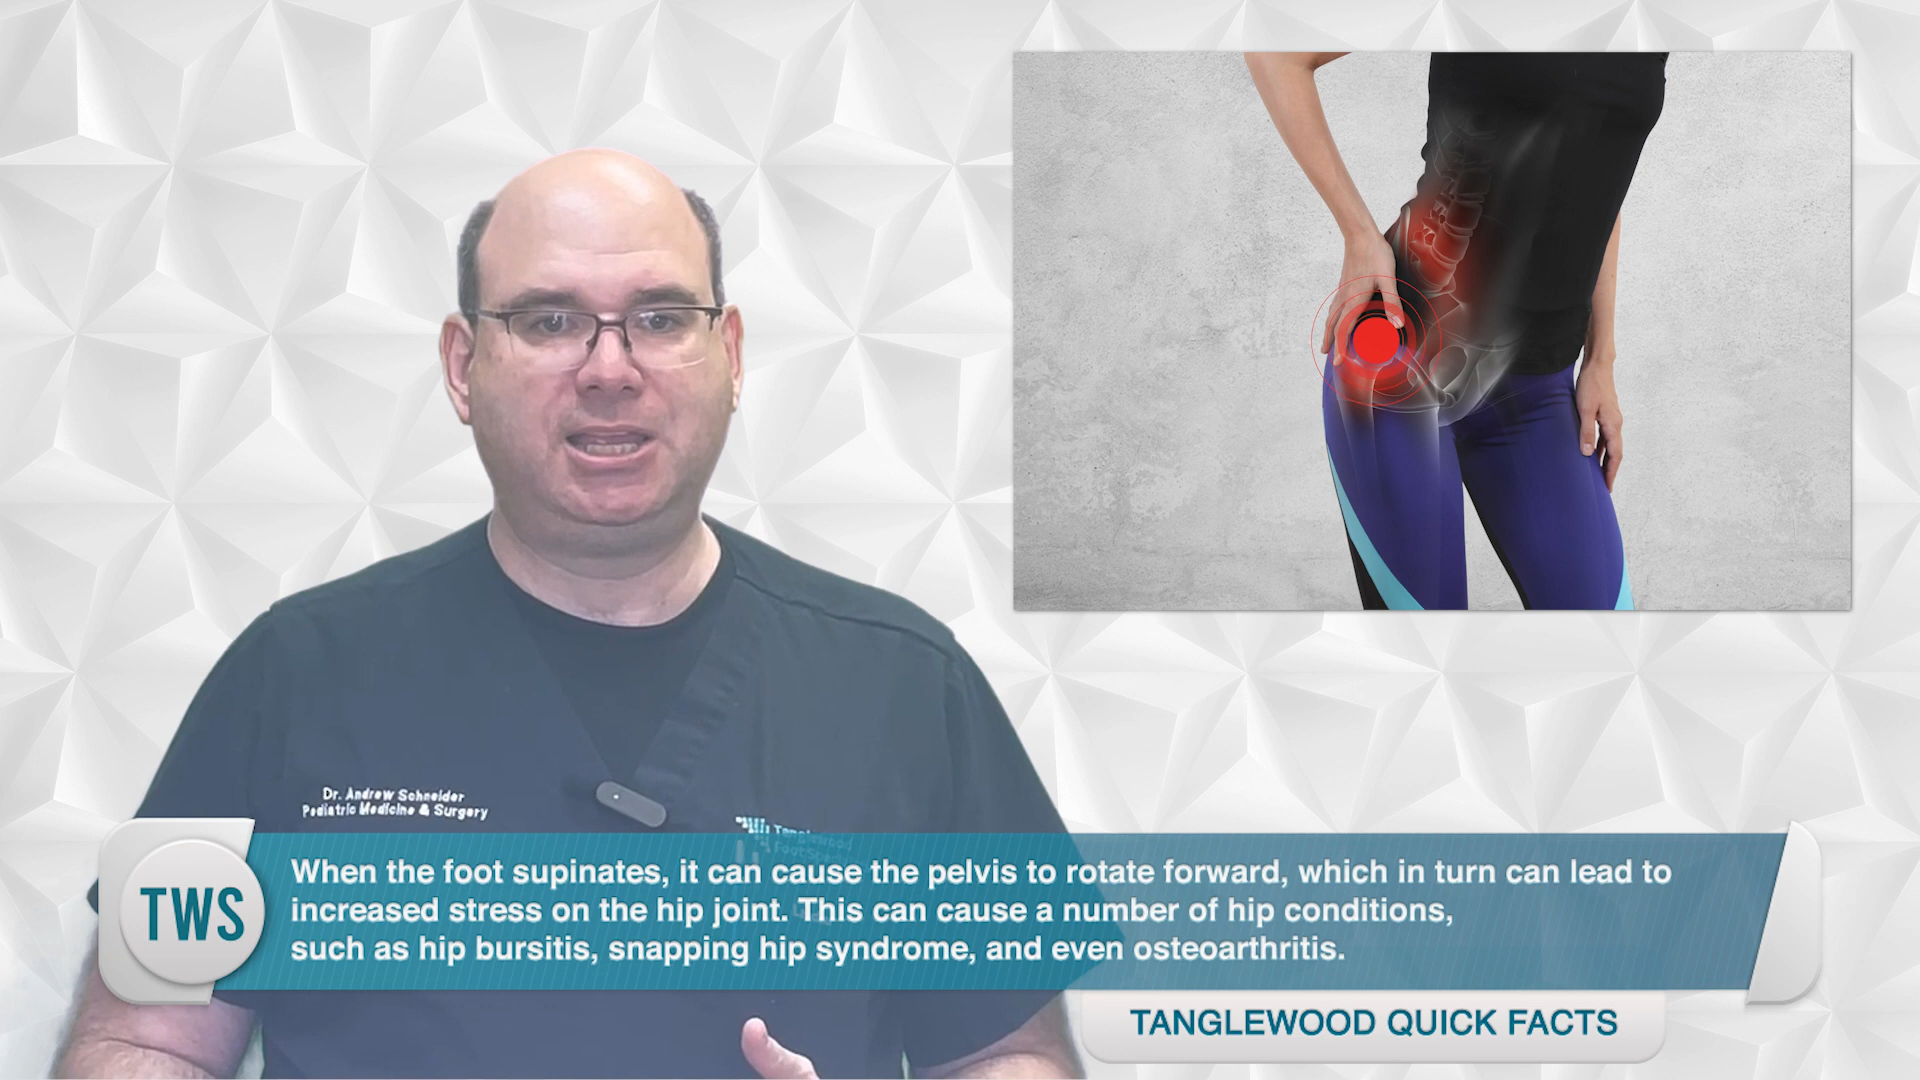 Dr. Andrew Schneider
Podiatric Medicine & Surgery
Tanglewood
TWS
When the foot supinates, it can cause the pelvis to rotate forward, which in turn can lead to
increased stress on the hip joint. This can cause a number of hip conditions,
such as hip bursitis, snapping hip syndrome, and even osteoarthritis.
TANGLEWOOD QUICK FACTS